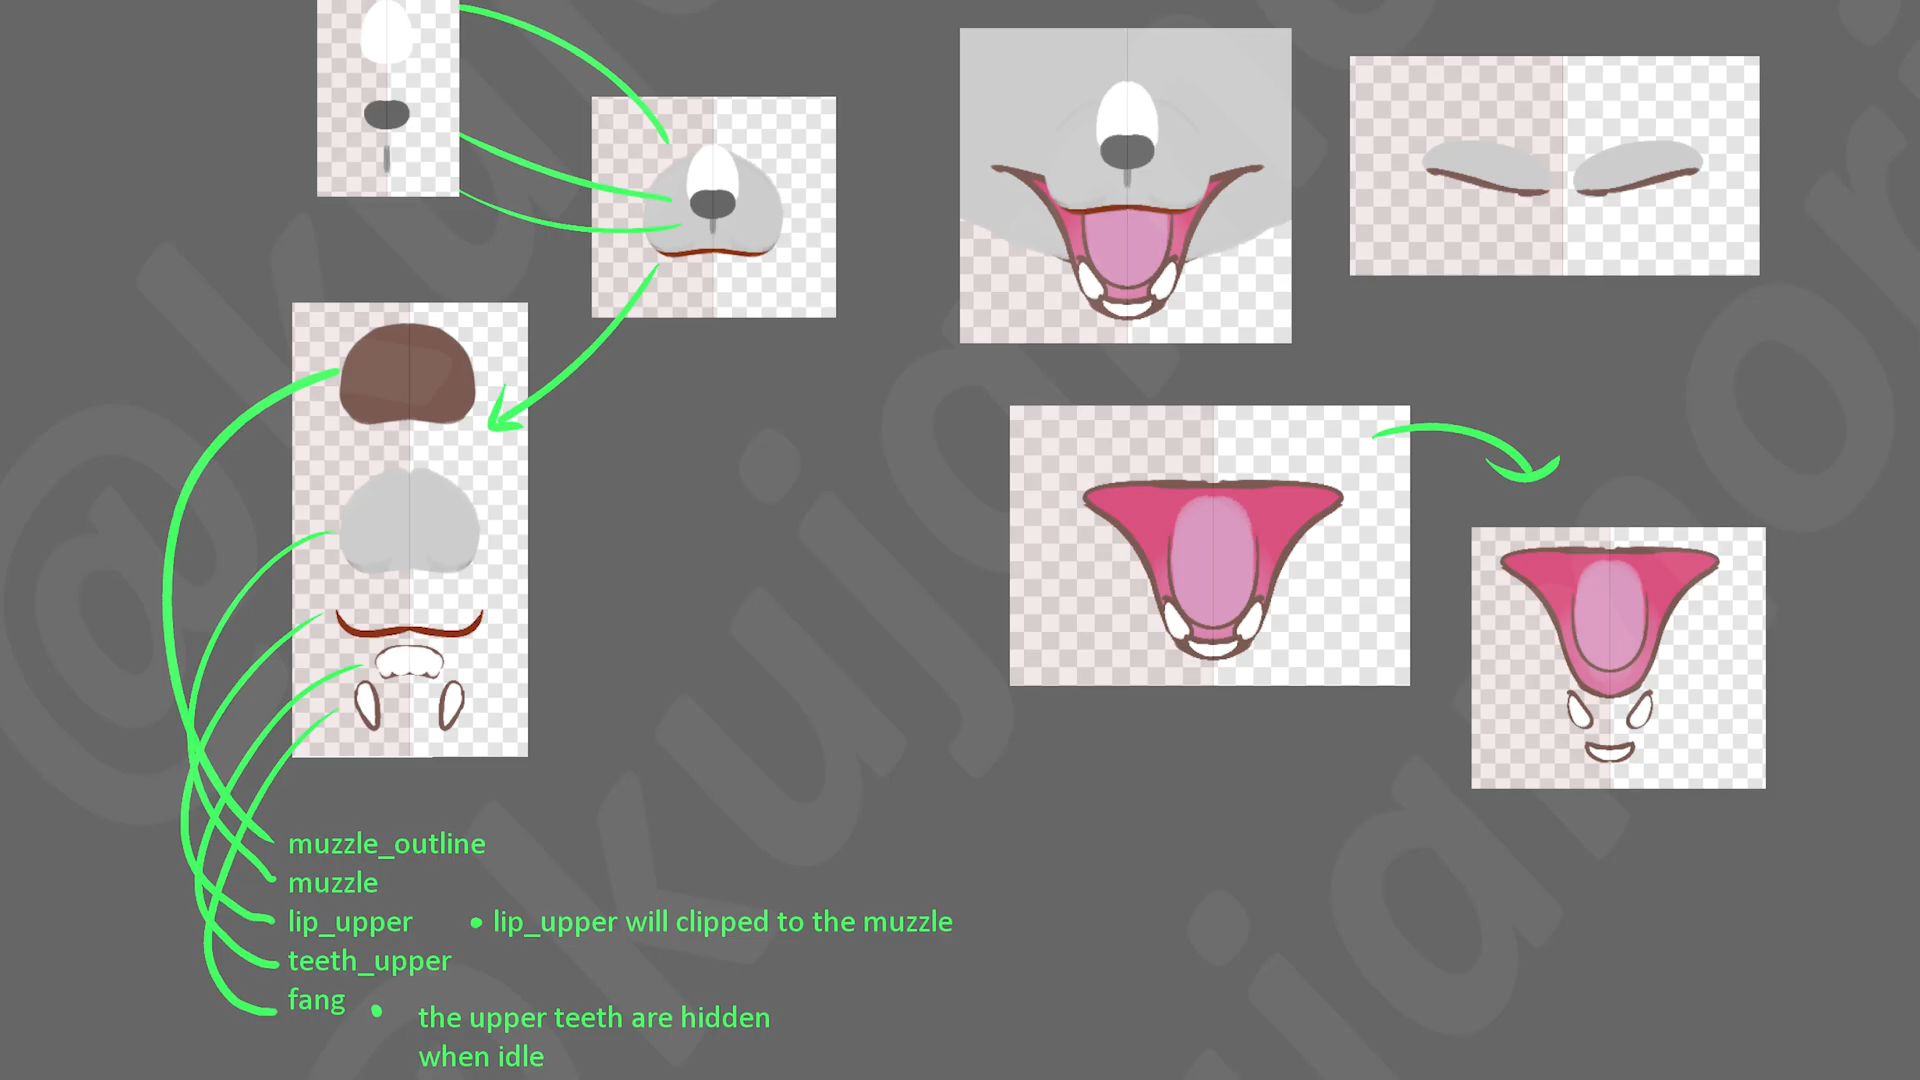 muzzle_outline
muzzle
lip_upper • lip_upper will clipped to the muzzle
teeth_upper
fang • the upper teeth are hidden
when idle